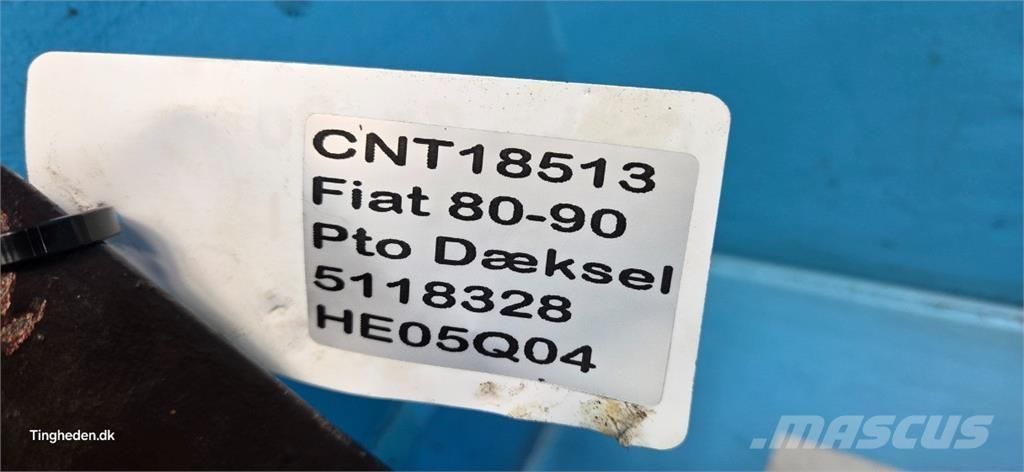 CNT18513
Fiat 80-90
Pto Dæksel
5118328
HE05Q04
Tingheden.dk
MASCUS